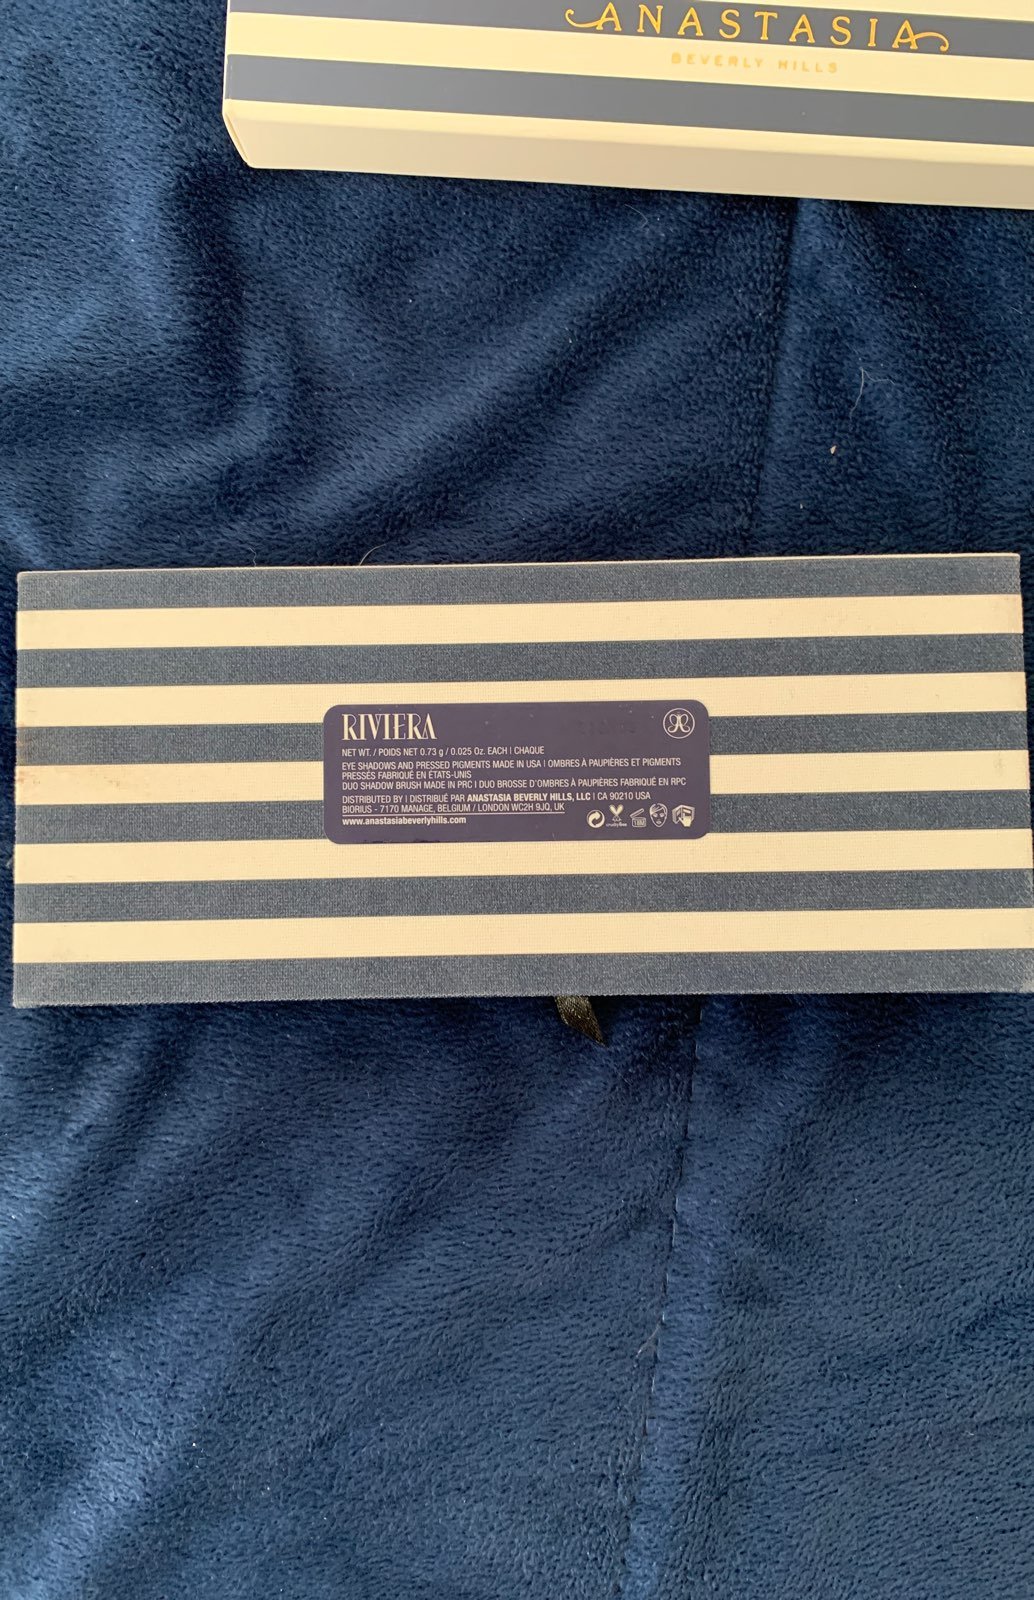 ANASTASIA
BEVERLY HILLS
RIVIERA
NET WT. / POIDS NET 0.73 g / 0.025 Oz. EACH | CHAQUE
EYE SHADOWS AND PRESSED PIGMENTS MADE IN USA | OMBRES À PAUPIÈRES ET PIGMENTS
PRESSÉS FABRIQUÉ EN ÉTATS-UNIS
DUO SHADOW BRUSH MADE IN PRC | DUO BROSSE D'OMBRES À PAUPIÈRES FABRIQUÉ EN RPC
DISTRIBUTED BY | DISTRIBUÉ PAR ANASTASIA BEVERLY HILLS, LLC | CA 90210 USA
BIORIUS - 7170 MANAGE, BELGIUM / LONDON WC2H 9JQ, UK
www.anastasiabeverlyhills.com
cruelty free
18M